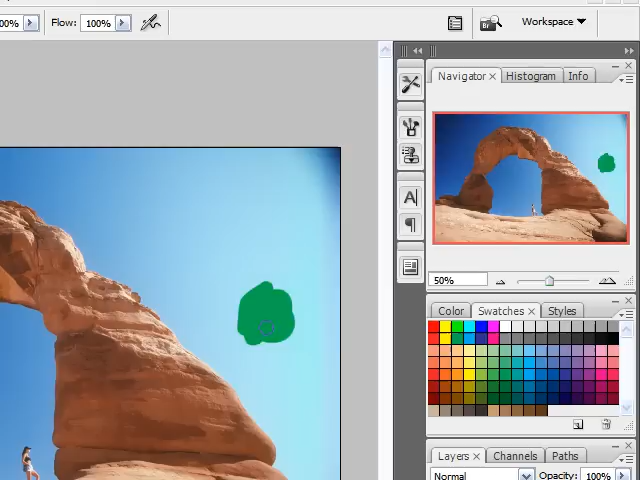 00% Flow: 100% Workspace
Navigator Histogram Info
50%
Color Swatches Styles
Layers Channels Paths
Normal Opacity: 100%